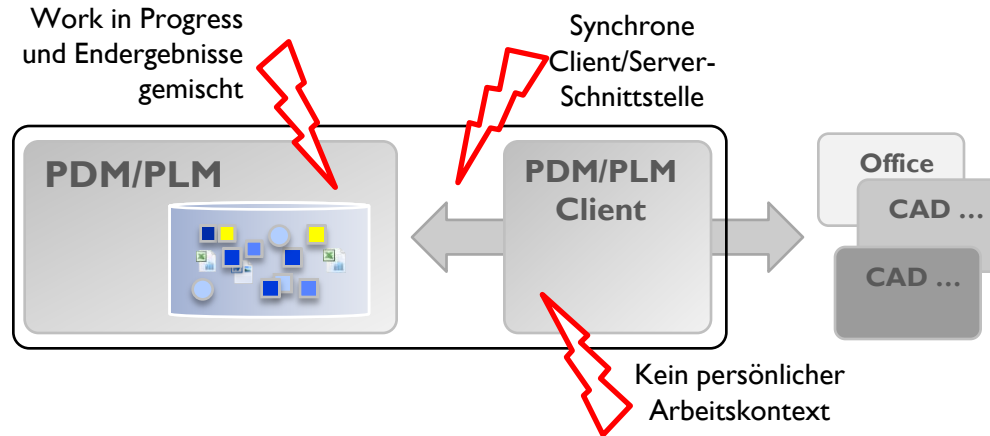 Work in Progress
und Endergebnisse
gemischt
Synchrone
Client/Server-
Schnittstelle
PDM/PLM
PDM/PLM
Client
Office
CAD ...
CAD ...
Kein persönlicher
Arbeitskontext